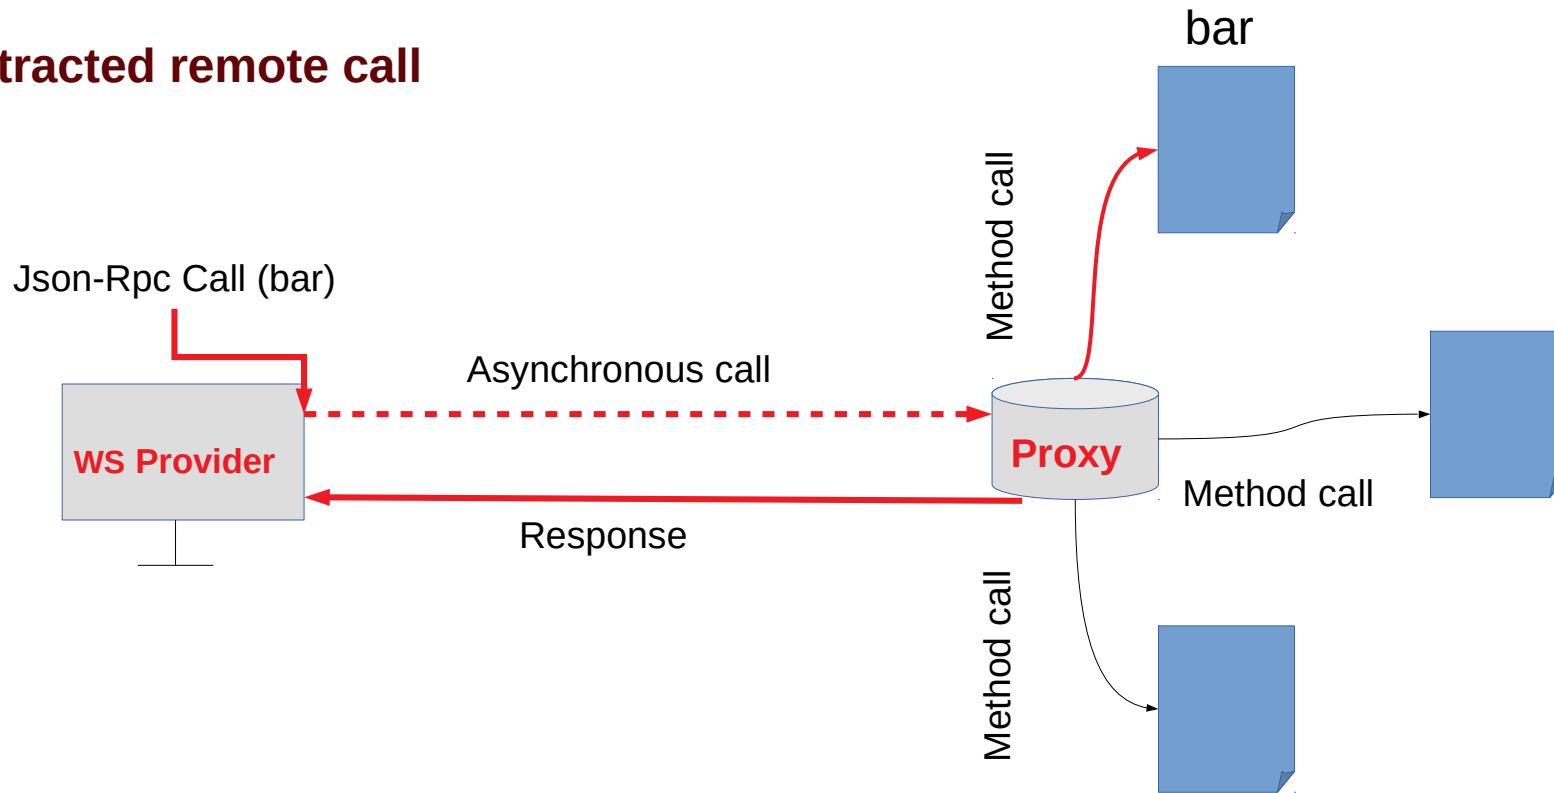 bar
tracted remote call
Method call
Json-Rpc Call (bar)
Asynchronous call
WS Provider
Proxy
Method call
Response
Method call